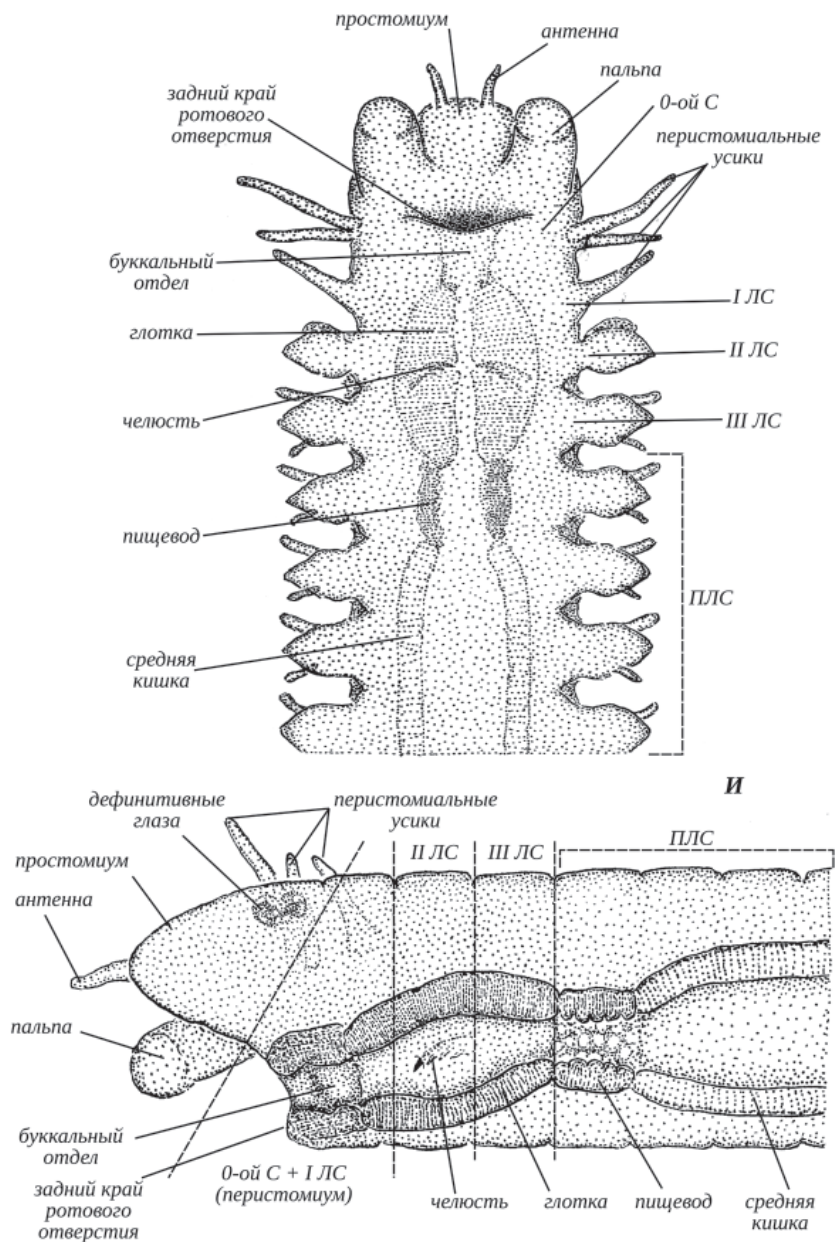 простомиум
антенна
пальпа
задний край
ротового
отверстия
0-ой С
перистомиальные
усики
буккальный
отдел
I ЛС
глотка
II ЛС
челюсть
III ЛС
пищевод
ПЛС
средняя
кишка
И
дефинитивные
глаза
перистомиальные
усики
ПЛС
простомиум
II ЛС
III ЛС
антенна
пальпа
буккальный
отдел
0-ой С + I ЛС
(перистомиум)
задний край
ротового
отверстия
челюсть
глотка
пищевод
средняя
кишка